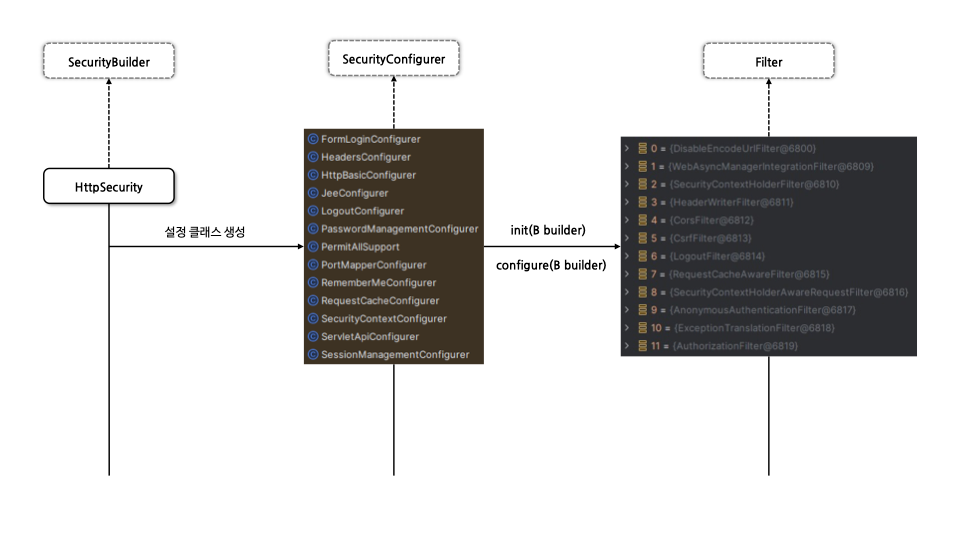 SecurityBuilder
SecurityConfigurer
Filter
HttpSecurity
설정 클래스 생성
FormLoginConfigurer
HeadersConfigurer
HttpBasicConfigurer
JeeConfigurer
LogoutConfigurer
PasswordManagementConfigurer
PermitAllSupport
PortMapperConfigurer
RememberMeConfigurer
RequestCacheConfigurer
SecurityContextConfigurer
ServletApiConfigurer
SessionManagementConfigurer
init(B builder)
configure(B builder)
0 = {DisableEncodeUrlFilter@6800}
1 = {WebAsyncManagerIntegrationFilter@6809}
2 = {SecurityContextHolderFilter@6810}
3 = {HeaderWriterFilter@6811}
4 = {CorsFilter@6812}
5 = {CsrfFilter@6813}
6 = {LogoutFilter@6814}
7 = {RequestCacheAwareFilter@6815}
8 = {SecurityContextHolderAwareRequestFilter@6816}
9 = {AnonymousAuthenticationFilter@6817}
10 = {ExceptionTranslationFilter@6818}
11 = {AuthorizationFilter@6819}